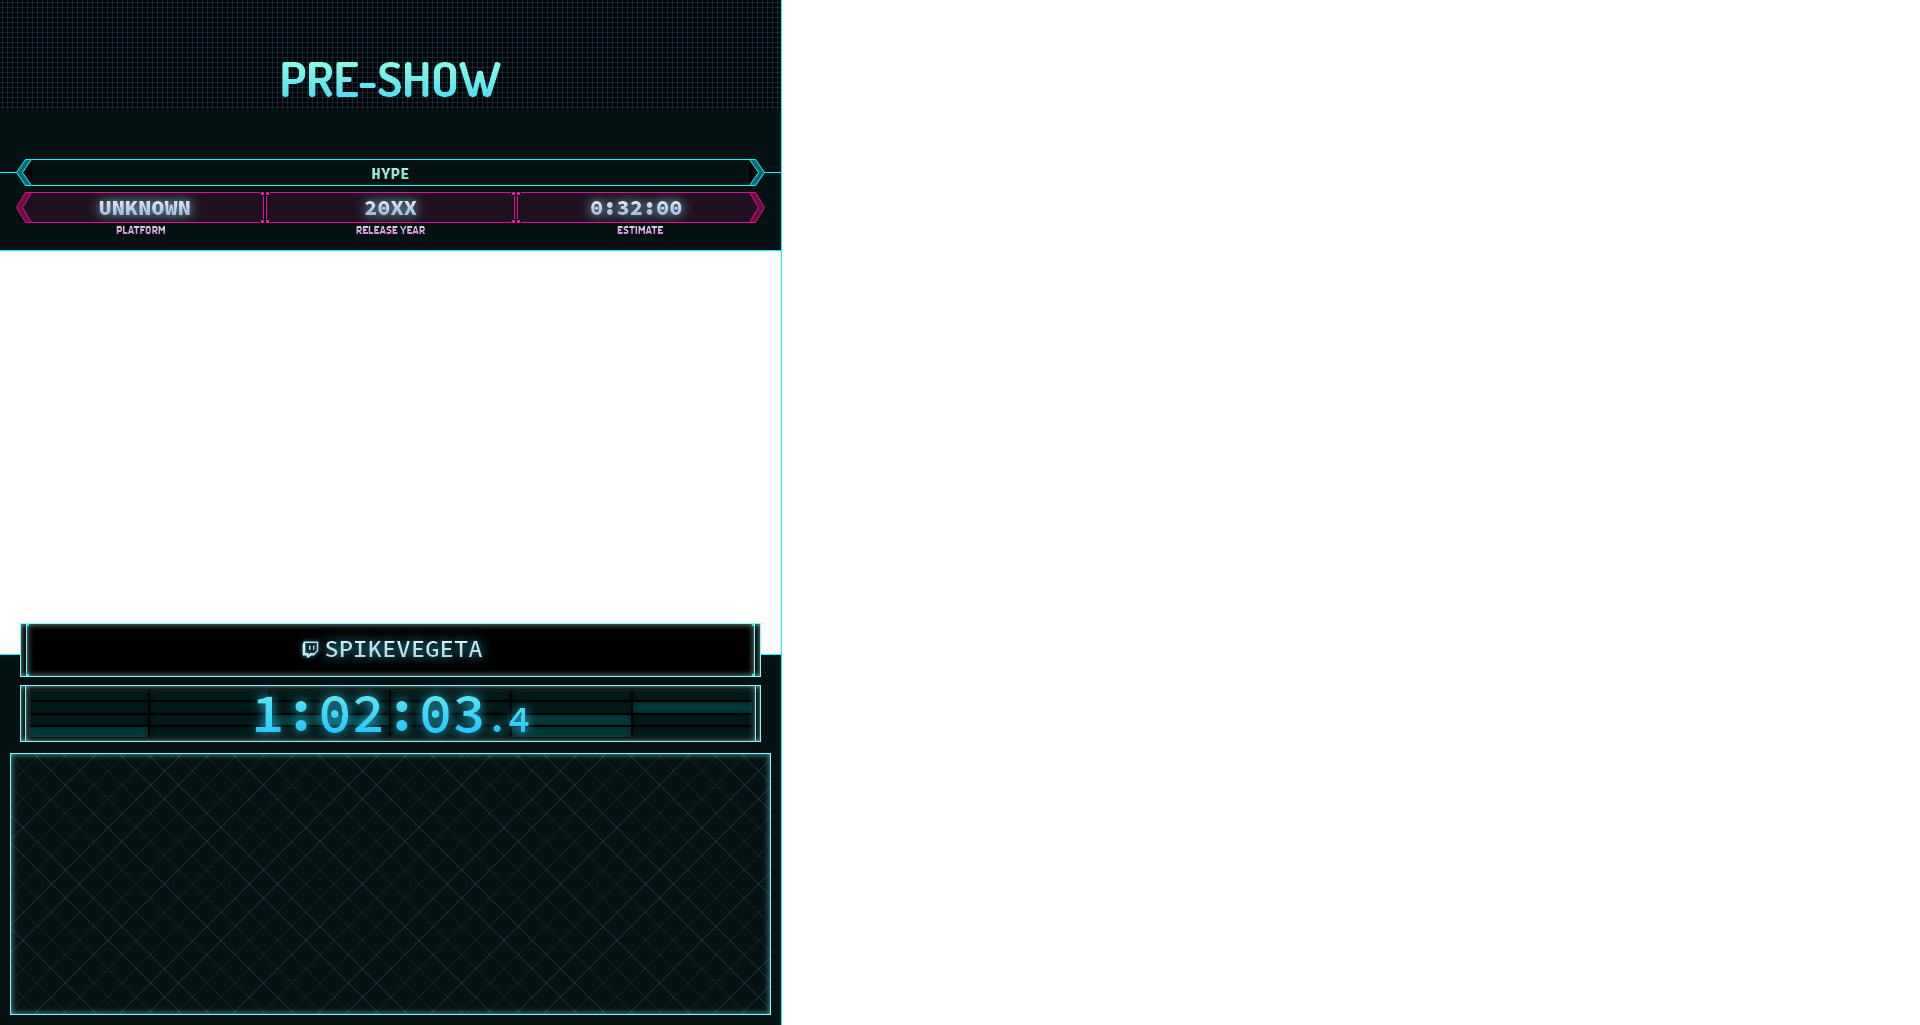 PRE-SHOW
HYPE
UNKNOWN 20XX 0:32:00
PLATFORM RELEASE YEAR ESTIMATE
SPIKEVEGETA
1:02:03.4